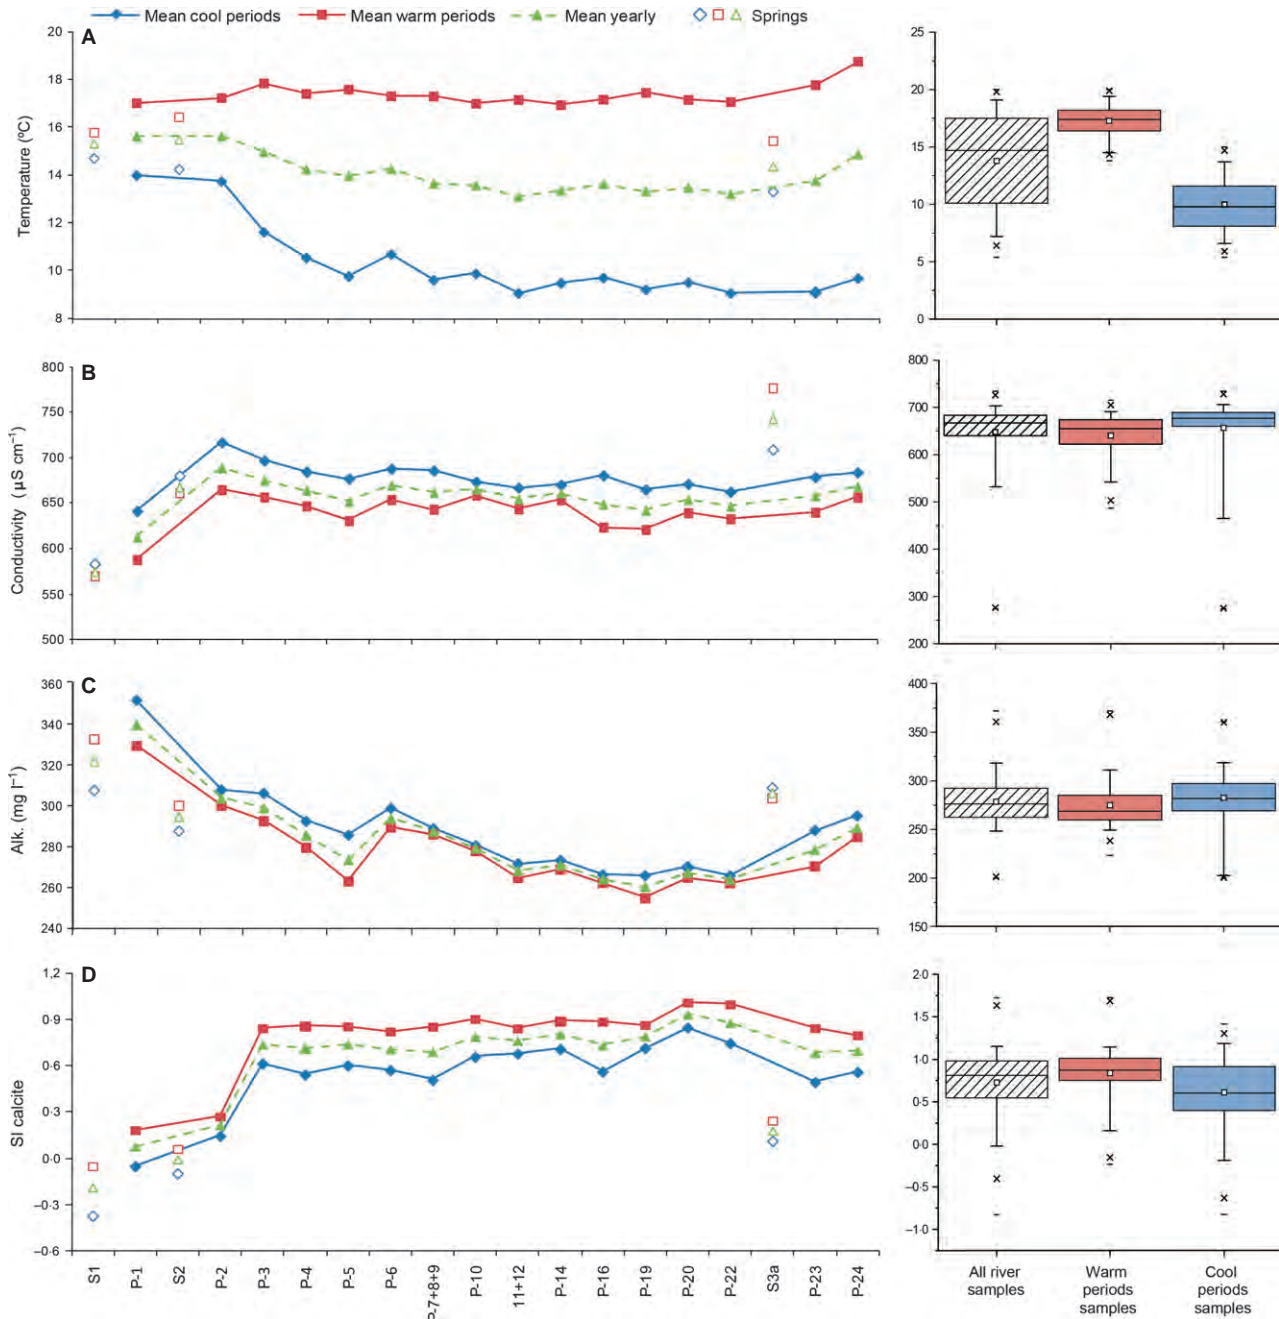 Mean cool periods Mean warm periods Mean yearly Springs
A
Temperature (ºC)
20
18
16
14
12
10
8
25
20
15
10
5
0
B
Conductivity (µS cm⁻¹)
800
750
700
650
600
550
500
800
700
600
500
400
300
200
C
Alk. (mg l⁻¹)
360
340
320
300
280
260
240
400
350
300
250
200
150
D
SI calcite
1,2
0.9
0.6
0.3
0.0
–0.3
–0.6
2·0
1·5
1·0
0·5
0·0
–0·5
–1·0
S1
P-1
S2
P-2
P-3
P-4
P-5
P-6
P-7+8+9
P-10
11+12
P-14
P-16
P-19
P-20
P-22
S3a
P-23
P-24
All river
samples
Warm
periods
samples
Cool
periods
samples